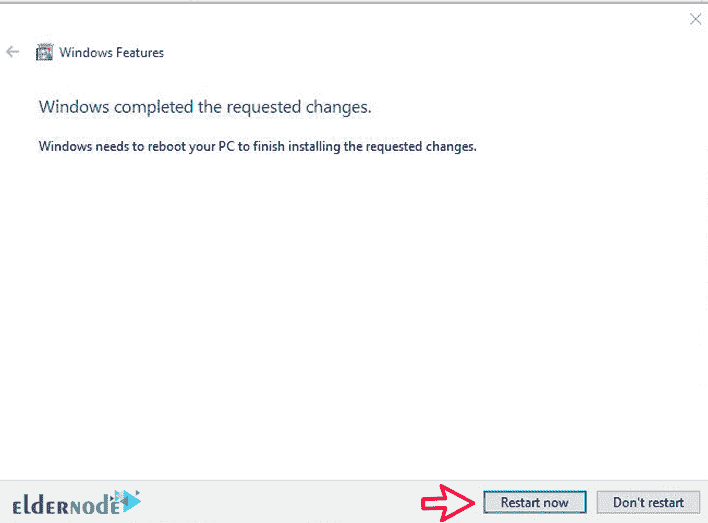 Windows Features
Windows completed the requested changes.
Windows needs to reboot your PC to finish installing the requested changes.
ELDERNODE
Restart now
Don't restart